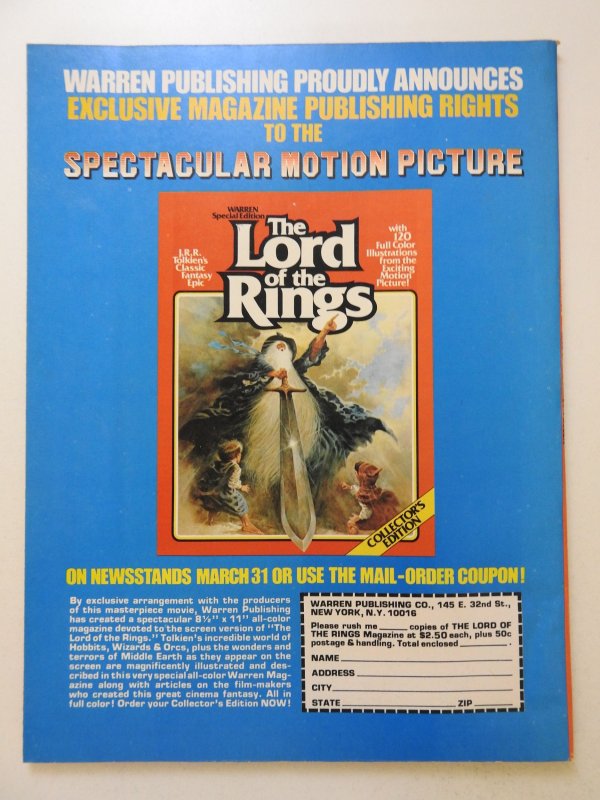 WARREN PUBLISHING PROUDLY ANNOUNCES
EXCLUSIVE MAGAZINE PUBLISHING RIGHTS
TO THE
SPECTACULAR MOTION PICTURE
WARREN
Special Edition
The
Lord
of the
Rings
J.R.R.
Tolkien's
Classic
Fantasy
Epic
with
120
Full Color
Illustrations
from the
Exciting
Motion
Picture!
COLLECTOR'S
EDITION
ON NEWSSTANDS MARCH 31 OR USE THE MAIL-ORDER COUPON!
By exclusive arrangement with the producers
of this masterpiece movie, Warren Publishing
has created a spectacular 8½" x 11" all-color
magazine devoted to the screen version of "The
Lord of the Rings." Tolkien's incredible world of
Hobbits, Wizards & Orcs, plus the wonders and
terrors of Middle Earth as they appear on the
screen are magnificently illustrated and des-
cribed in this very special all-color Warren Mag-
azine along with articles on the film-makers
who created this great cinema fantasy. All in
full color! Order your Collector's Edition NOW!
WARREN PUBLISHING CO., 145 E. 32nd St.,
NEW YORK, N.Y. 10016
Please rush me ______ copies of THE LORD OF
THE RINGS Magazine at $2.50 each, plus 50c
postage & handling. Total enclosed ________.
NAME
ADDRESS
CITY
STATE ZIP